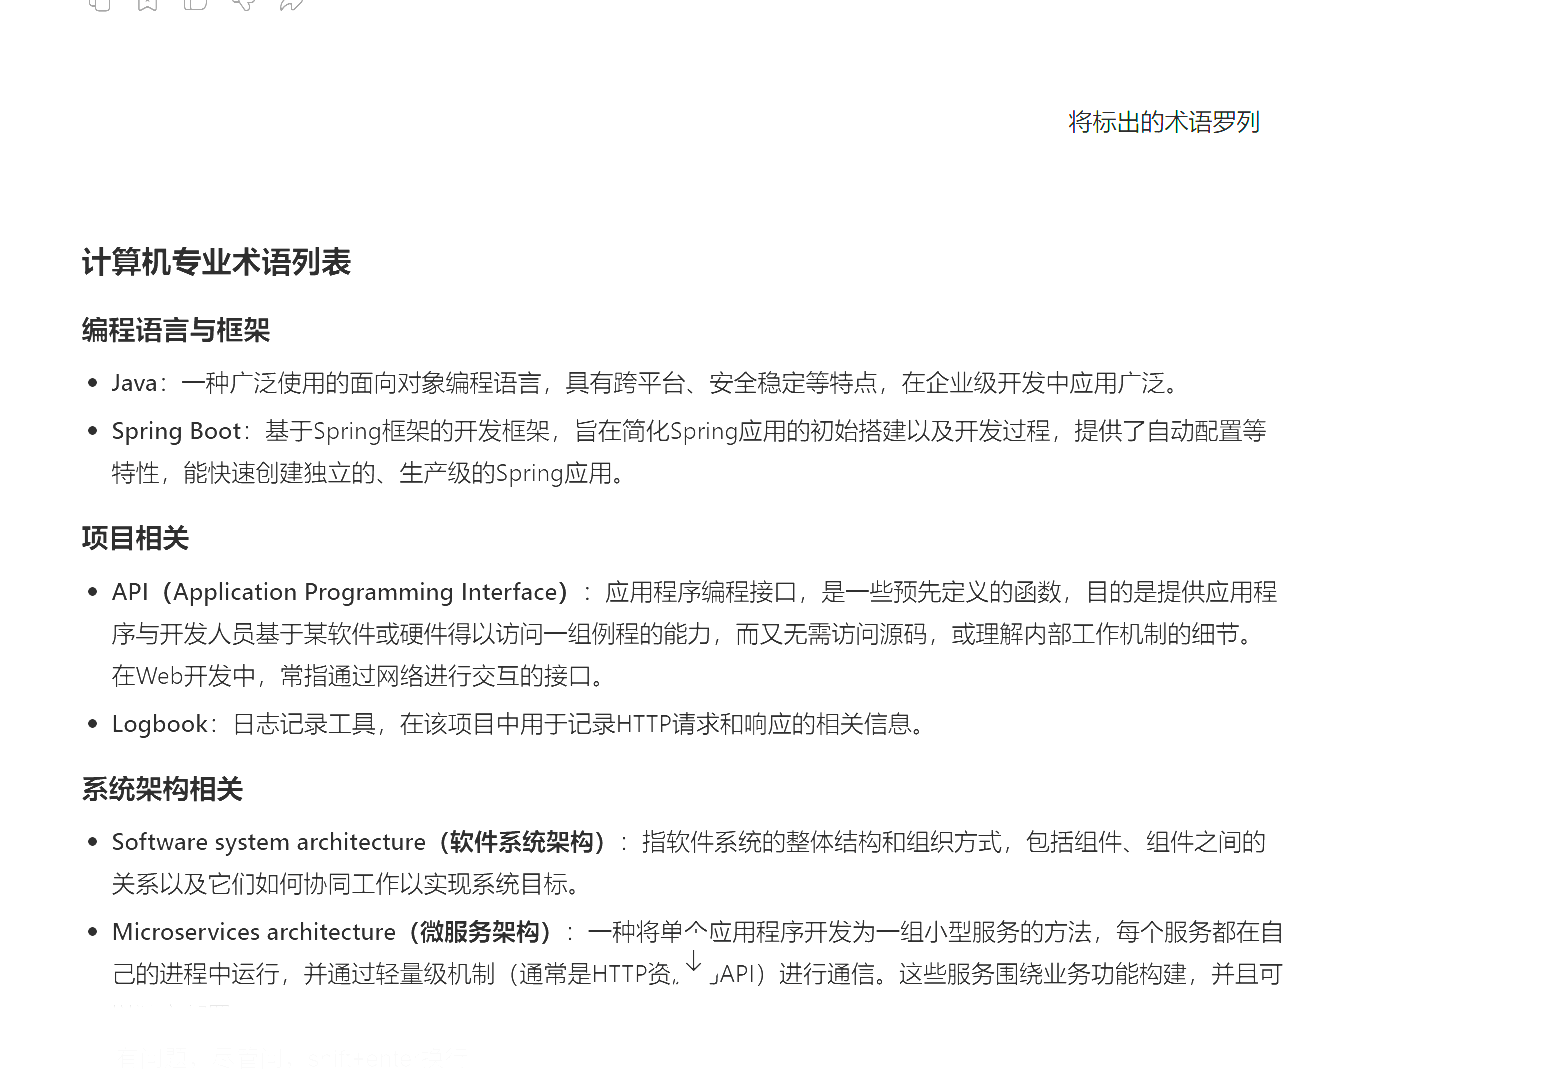 将标出的术语罗列
计算机专业术语列表
编程语言与框架
• Java：一种广泛使用的面向对象编程语言，具有跨平台、安全稳定等特点，在企业级开发中应用广泛。
• Spring Boot：基于Spring框架的开发框架，旨在简化Spring应用的初始搭建以及开发过程，提供了自动配置等
特性，能快速创建独立的、生产级的Spring应用。
项目相关
• API（Application Programming Interface）：应用程序编程接口，是一些预先定义的函数，目的是提供应用程
序与开发人员基于某软件或硬件得以访问一组例程的能力，而又无需访问源码，或理解内部工作机制的细节。
在Web开发中，常指通过网络进行交互的接口。
• Logbook：日志记录工具，在该项目中用于记录HTTP请求和响应的相关信息。
系统架构相关
• Software system architecture（软件系统架构）：指软件系统的整体结构和组织方式，包括组件、组件之间的
关系以及它们如何协同工作以实现系统目标。
• Microservices architecture（微服务架构）：一种将单个应用程序开发为一组小型服务的方法，每个服务都在自
己的进程中运行，并通过轻量级机制（通常是HTTP资 API）进行通信。这些服务围绕业务功能构建，并且可